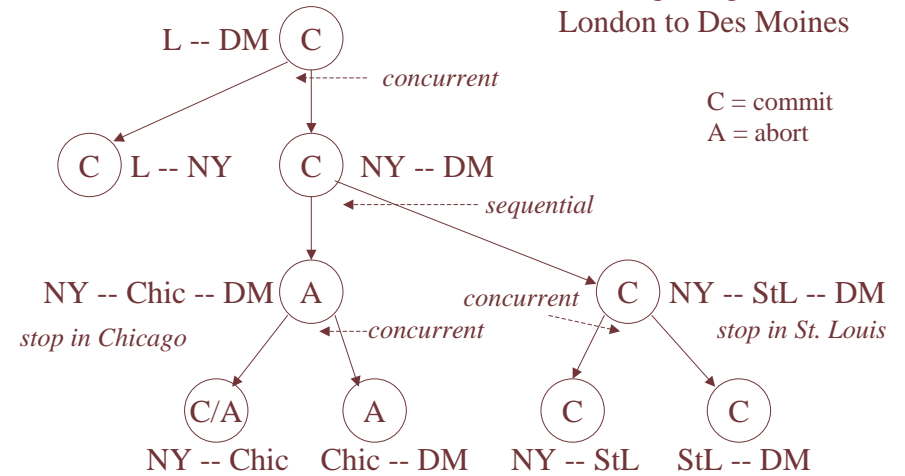 London to Des Moines
L -- DM
C
concurrent
C = commit
A = abort
C
L -- NY
C
NY -- DM
sequential
NY -- Chic -- DM
A
concurrent
C
NY -- StL -- DM
stop in Chicago
concurrent
stop in St. Louis
C/A
A
C
C
NY -- Chic
Chic -- DM
NY -- StL
StL -- DM